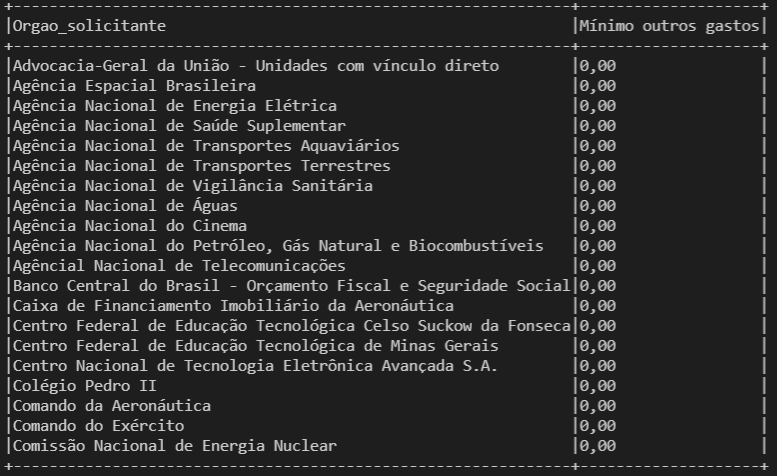 +--------------------------------------------------------------+--------------------+
|Orgao_solicitante                                             |Mínimo outros gastos|
+--------------------------------------------------------------+--------------------+
|Advocacia-Geral da União - Unidades com vínculo direto        |0,00                |
|Agência Espacial Brasileira                                   |0,00                |
|Agência Nacional de Energia Elétrica                          |0,00                |
|Agência Nacional de Saúde Suplementar                         |0,00                |
|Agência Nacional de Transportes Aquaviários                   |0,00                |
|Agência Nacional de Transportes Terrestres                    |0,00                |
|Agência Nacional de Vigilância Sanitária                      |0,00                |
|Agência Nacional de Águas                                     |0,00                |
|Agência Nacional do Cinema                                    |0,00                |
|Agência Nacional do Petróleo, Gás Natural e Biocombustíveis   |0,00                |
|Agêncial Nacional de Telecomunicações                         |0,00                |
|Banco Central do Brasil - Orçamento Fiscal e Seguridade Social|0,00                |
|Caixa de Financiamento Imobiliário da Aeronáutica             |0,00                |
|Centro Federal de Educação Tecnológica Celso Suckow da Fonseca|0,00                |
|Centro Federal de Educação Tecnológica de Minas Gerais        |0,00                |
|Centro Nacional de Tecnologia Eletrônica Avançada S.A.        |0,00                |
|Colégio Pedro II                                              |0,00                |
|Comando da Aeronáutica                                        |0,00                |
|Comando do Exército                                           |0,00                |
|Comissão Nacional de Energia Nuclear                          |0,00                |
+--------------------------------------------------------------+--------------------+